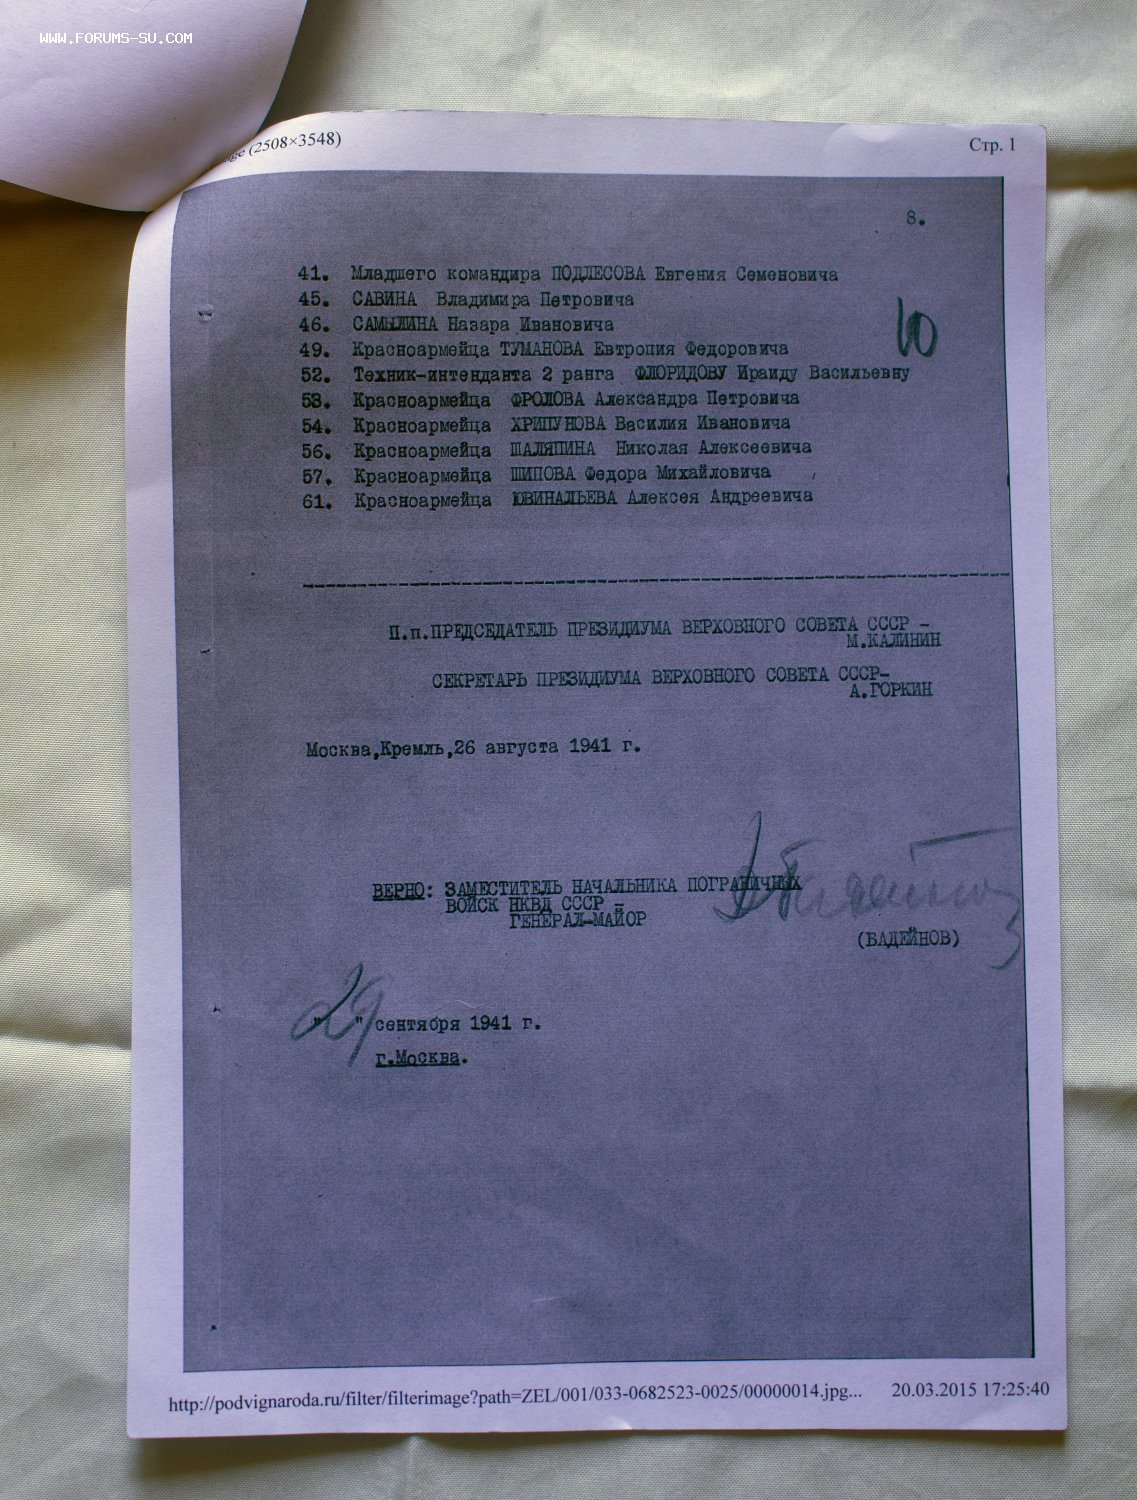 WWW.FORUMS-SU.COM
age (2508×3548)
Стр. 1
8.
41. Младшего командира ПОДЛЕСОВА Евгения Семеновича
45. САВИНА Владимира Петровича
46. САМЫЛИНА Назара Ивановича
10
49. Красноармейца ТУМАНОВА Евтропия Федоровича
52. Техник-интенданта 2 ранга ФЛОРИДОВУ Ираиду Васильевну
53. Красноармейца ФРОЛОВА Александра Петровича
54. Красноармейца ХРИПУНОВА Василия Ивановича
56. Красноармейца ШАЛЯПИНА Николая Алексеевича
57. Красноармейца ШИПОВА Федора Михайловича
61. Красноармейца ЮВИНАЛЬЕВА Алексея Андреевича
П.п.ПРЕДСЕДАТЕЛЬ ПРЕЗИДИУМА ВЕРХОВНОГО СОВЕТА СССР –
М.КАЛИНИН
СЕКРЕТАРЬ ПРЕЗИДИУМА ВЕРХОВНОГО СОВЕТА СССР–
А.ГОРКИН
Москва,Кремль,26 августа 1941 г.
ВЕРНО: ЗАМЕСТИТЕЛЬ НАЧАЛЬНИКА ПОГРАНИЧНЫХ
ВОЙСК НКВД СССР –
ГЕНЕРАЛ-МАЙОР
(БАДЕЙНОВ)
"29" сентября 1941 г.
г.Москва.
http://podvignaroda.ru/filter/filterimage?path=ZEL/001/033-0682523-0025/00000014.jpg... 20.03.2015 17:25:40